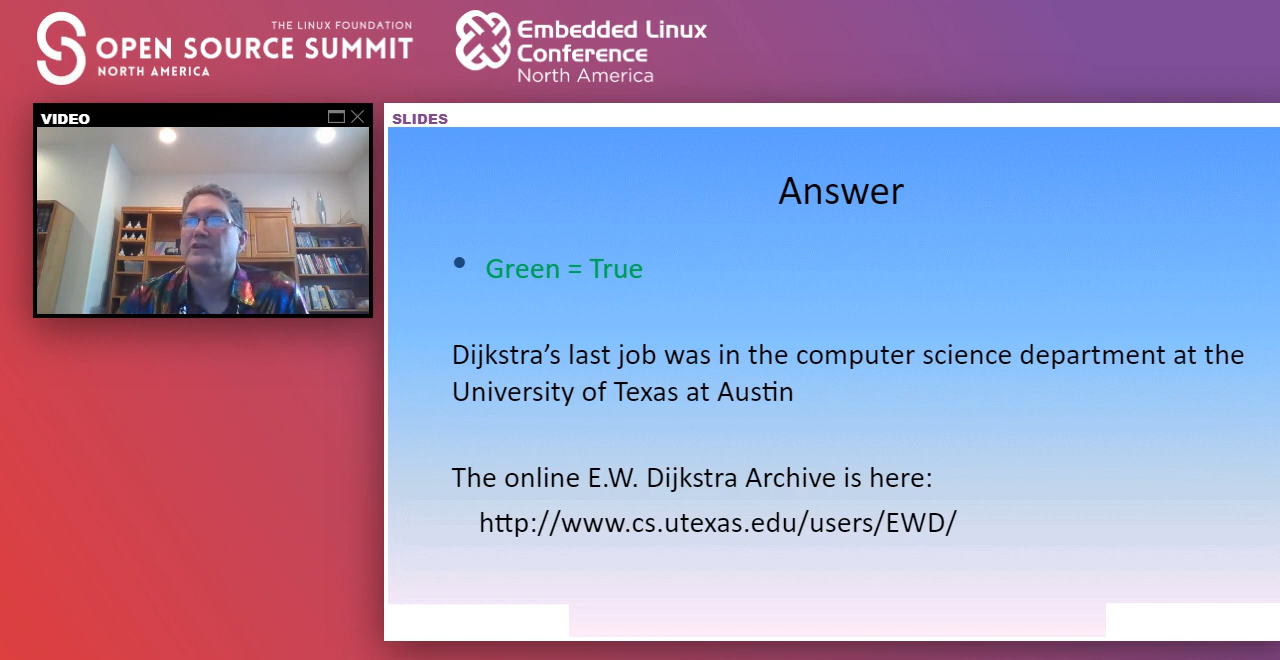 THE LINUX FOUNDATION
OPEN SOURCE SUMMIT
NORTH AMERICA
Embedded Linux
Conference
North America
VIDEO
SLIDES
Answer
• Green = True
Dijkstra’s last job was in the computer science department at the
University of Texas at Austin
The online E.W. Dijkstra Archive is here:
http://www.cs.utexas.edu/users/EWD/